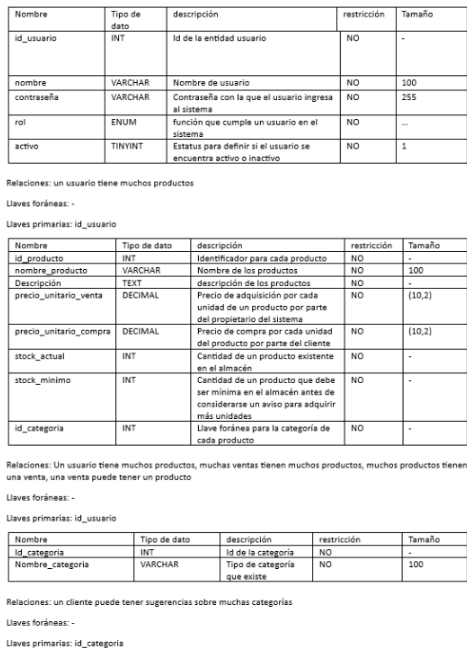 Nombre Tipo de dato descripción restricción Tamaño
id_usuario INT Id de la entidad usuario NO -
nombre VARCHAR Nombre de usuario NO 100
contraseña VARCHAR Contraseña con la que el usuario ingresa al sistema NO 255
rol ENUM función que cumple un usuario en el sistema NO ...
activo TINYINT Estatus para definir si el usuario se encuentra activo o inactivo NO 1
Relaciones: un usuario tiene muchos productos
Llaves foráneas: -
Llaves primarias: id_usuario
Nombre Tipo de dato descripción restricción Tamaño
id_producto INT Identificador para cada producto NO -
nombre_producto VARCHAR Nombre de los productos NO 100
Descripción TEXT descripción de los productos NO -
precio_unitario_venta DECIMAL Precio de adquisición por cada unidad de un producto por parte del propietario del sistema NO (10,2)
precio_unitario_compra DECIMAL Precio de compra por cada unidad del producto por parte del cliente NO (10,2)
stock_actual INT Cantidad de un producto existente en el almacén NO -
stock_minimo INT Cantidad de un producto que debe ser mínima en el almacén antes de considerarse un aviso para adquirir más unidades NO -
id_categoria INT Llave foránea para la categoría de cada producto NO -
Relaciones: Un usuario tiene muchos productos, muchas ventas tienen muchos productos, muchos productos tienen
una venta, una venta puede tener un producto
Llaves foráneas: -
Llaves primarias: id_usuario
Nombre Tipo de dato descripción restricción Tamaño
Id_categoria INT Id de la categoría NO -
Nombre_categoria VARCHAR Tipo de categoría que existe NO 100
Relaciones: un cliente puede tener sugerencias sobre muchas categorías
Llaves foráneas: -
Llaves primarias: id_categoria